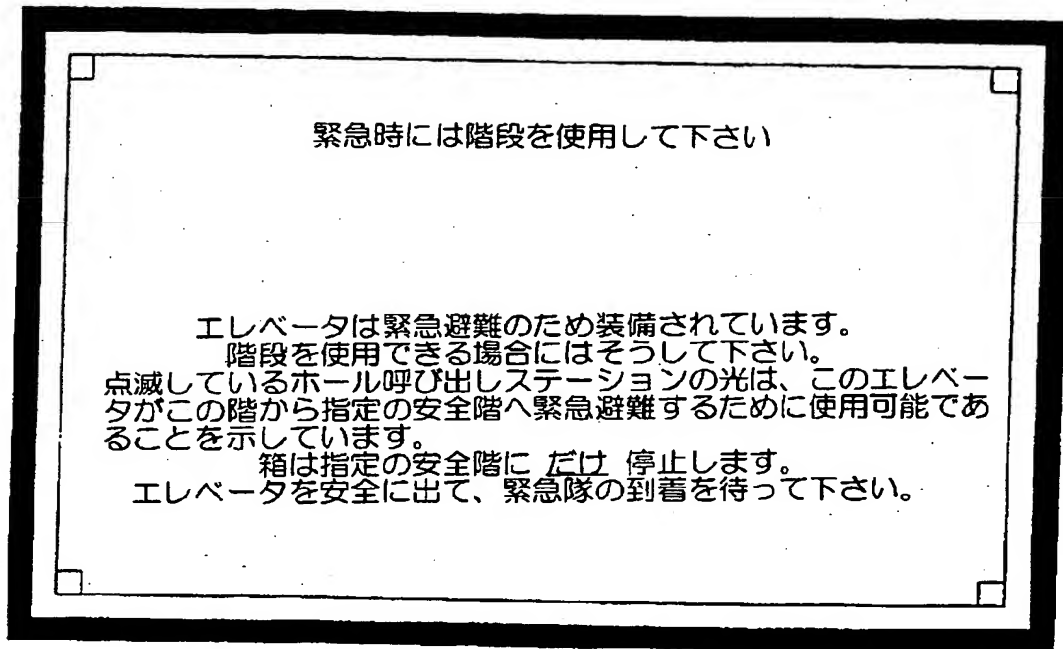 緊急時には階段を使用して下さい
エレベータは緊急避難のため装備されています。
階段を使用できる場合にはそうして下さい。
点滅しているホール呼び出しステーションの光は、このエレベー
タがこの階から指定の安全階へ緊急避難するために使用可能であ
ることを示しています。
箱は指定の安全階に だけ 停止します。
エレベータを安全に出て、緊急隊の到着を待って下さい。